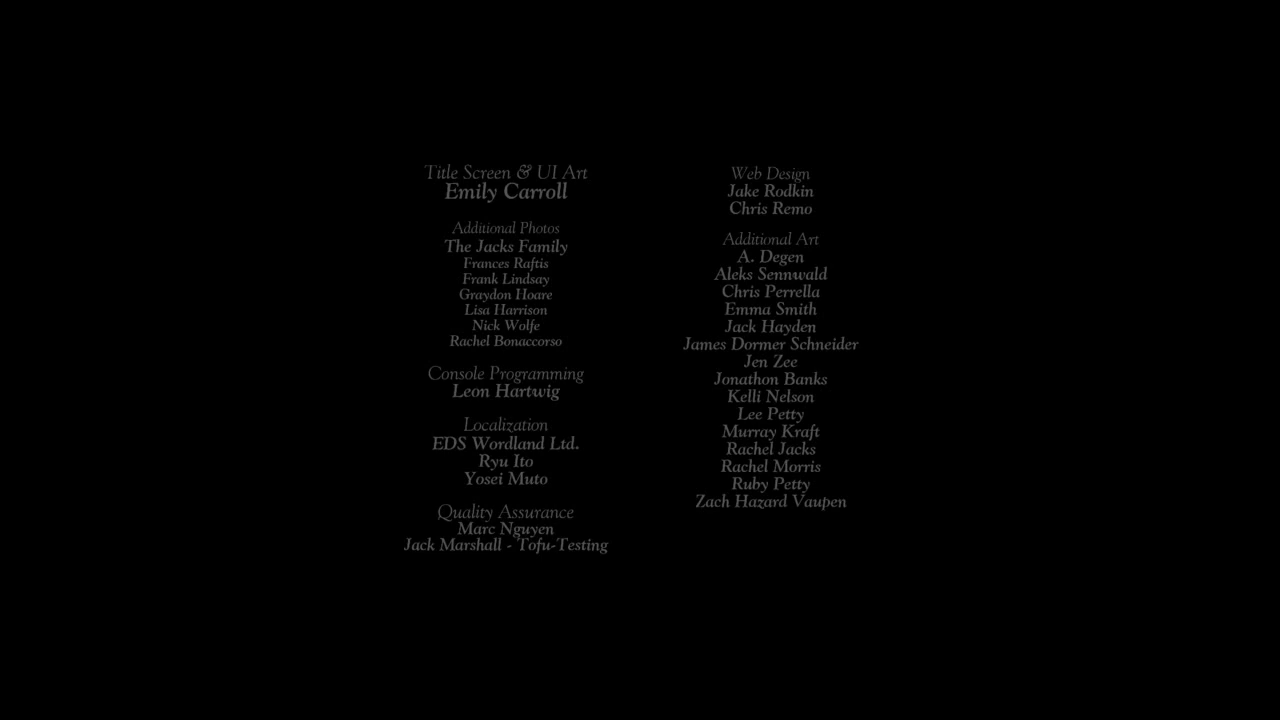 Title Screen & UI Art
Emily Carroll
Additional Photos
The Jacks Family
Frances Raftis
Frank Lindsay
Graydon Hoare
Lisa Harrison
Nick Wolfe
Rachel Bonaccorso
Console Programming
Leon Hartwig
Localization
EDS Wordland Ltd.
Ryu Ito
Yosei Muto
Quality Assurance
Marc Nguyen
Jack Marshall - Tofu-Testing
Web Design
Jake Rodkin
Chris Remo
Additional Art
A. Degen
Aleks Sennwald
Chris Perrella
Emma Smith
Jack Hayden
James Dormer Schneider
Jen Zee
Jonathon Banks
Kelli Nelson
Lee Petty
Murray Kraft
Rachel Jacks
Rachel Morris
Ruby Petty
Zach Hazard Vaupen